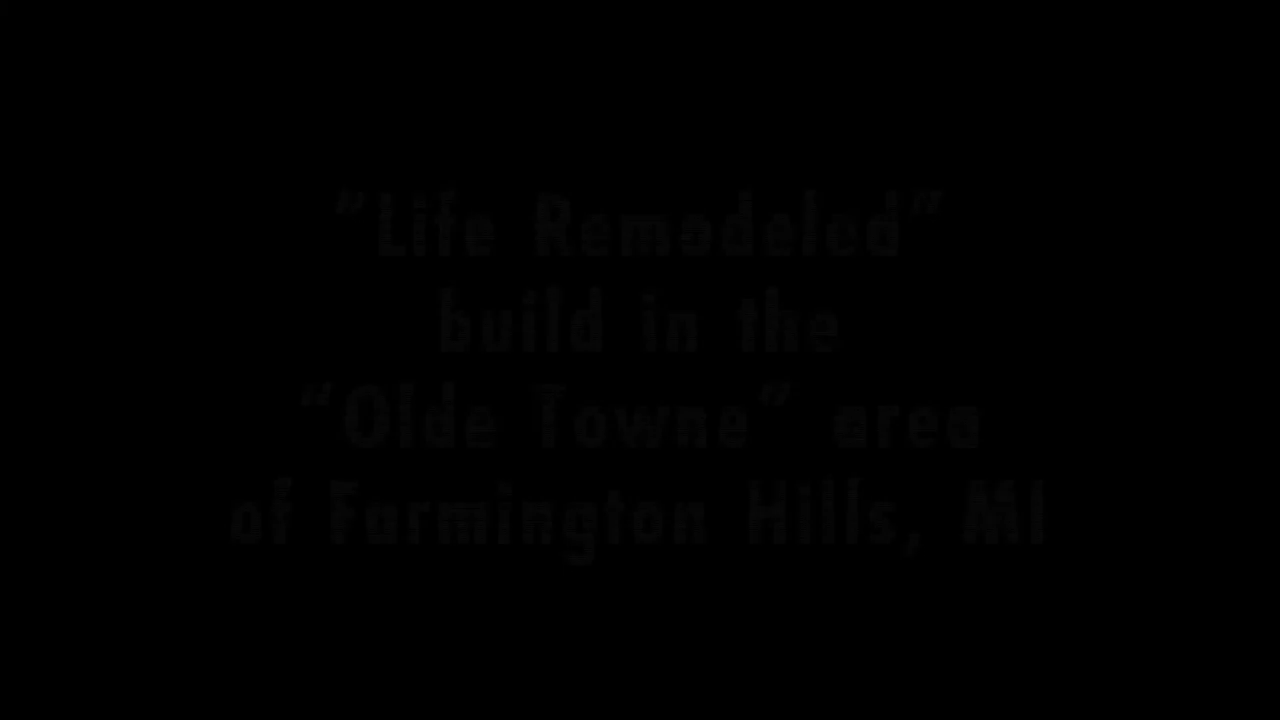 "Life Remodeled"
build in the
“Olde Towne” area
of Farmington Hills, MI